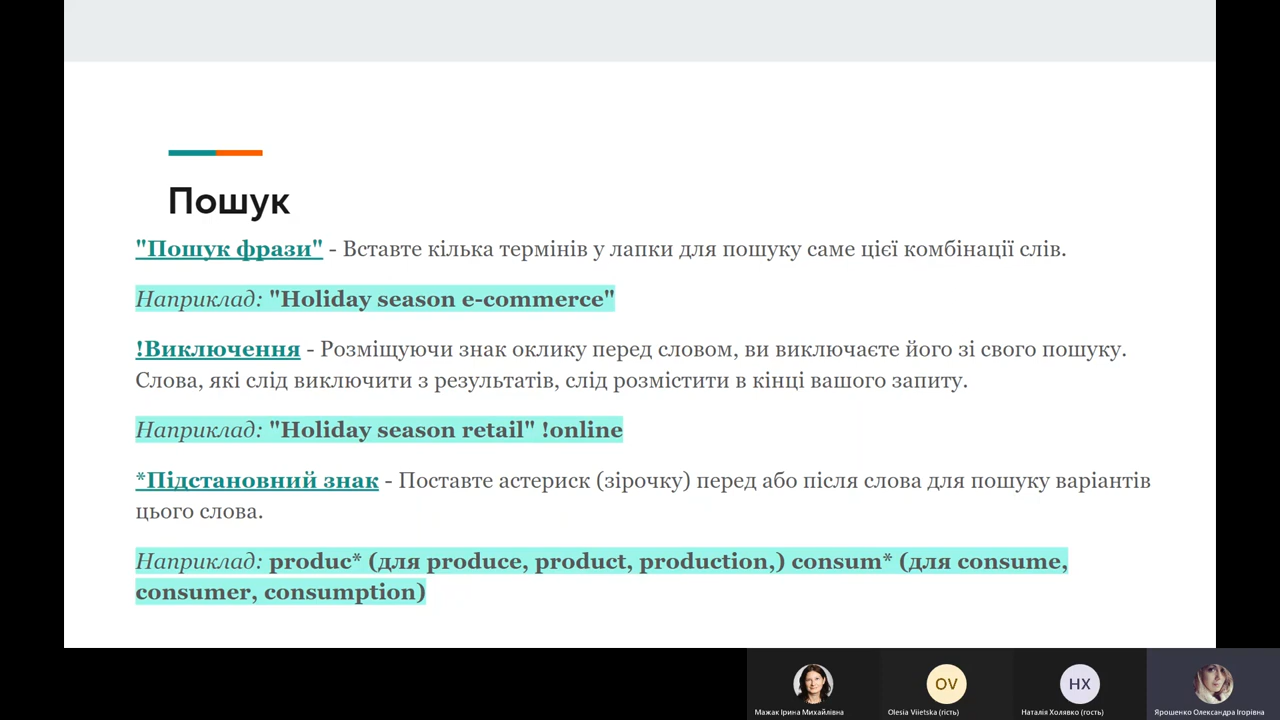 Пошук
"Пошук фрази" - Вставте кілька термінів у лапки для пошуку саме цієї комбінації слів.
Наприклад: "Holiday season e-commerce"
!Виключення - Розміщуючи знак оклику перед словом, ви виключаєте його зі свого пошуку.
Слова, які слід виключити з результатів, слід розмістити в кінці вашого запиту.
Наприклад: "Holiday season retail" !online
*Підстановний знак - Поставте астериск (зірочку) перед або після слова для пошуку варіантів
цього слова.
Наприклад: produc* (для produce, product, production,) consum* (для consume,
consumer, consumption)
OV
НХ
Мажак Ірина Михайлівна
Olesia Viietska (гість)
Наталія Холявко (гость)
Ярошенко Олександра Ігорівна